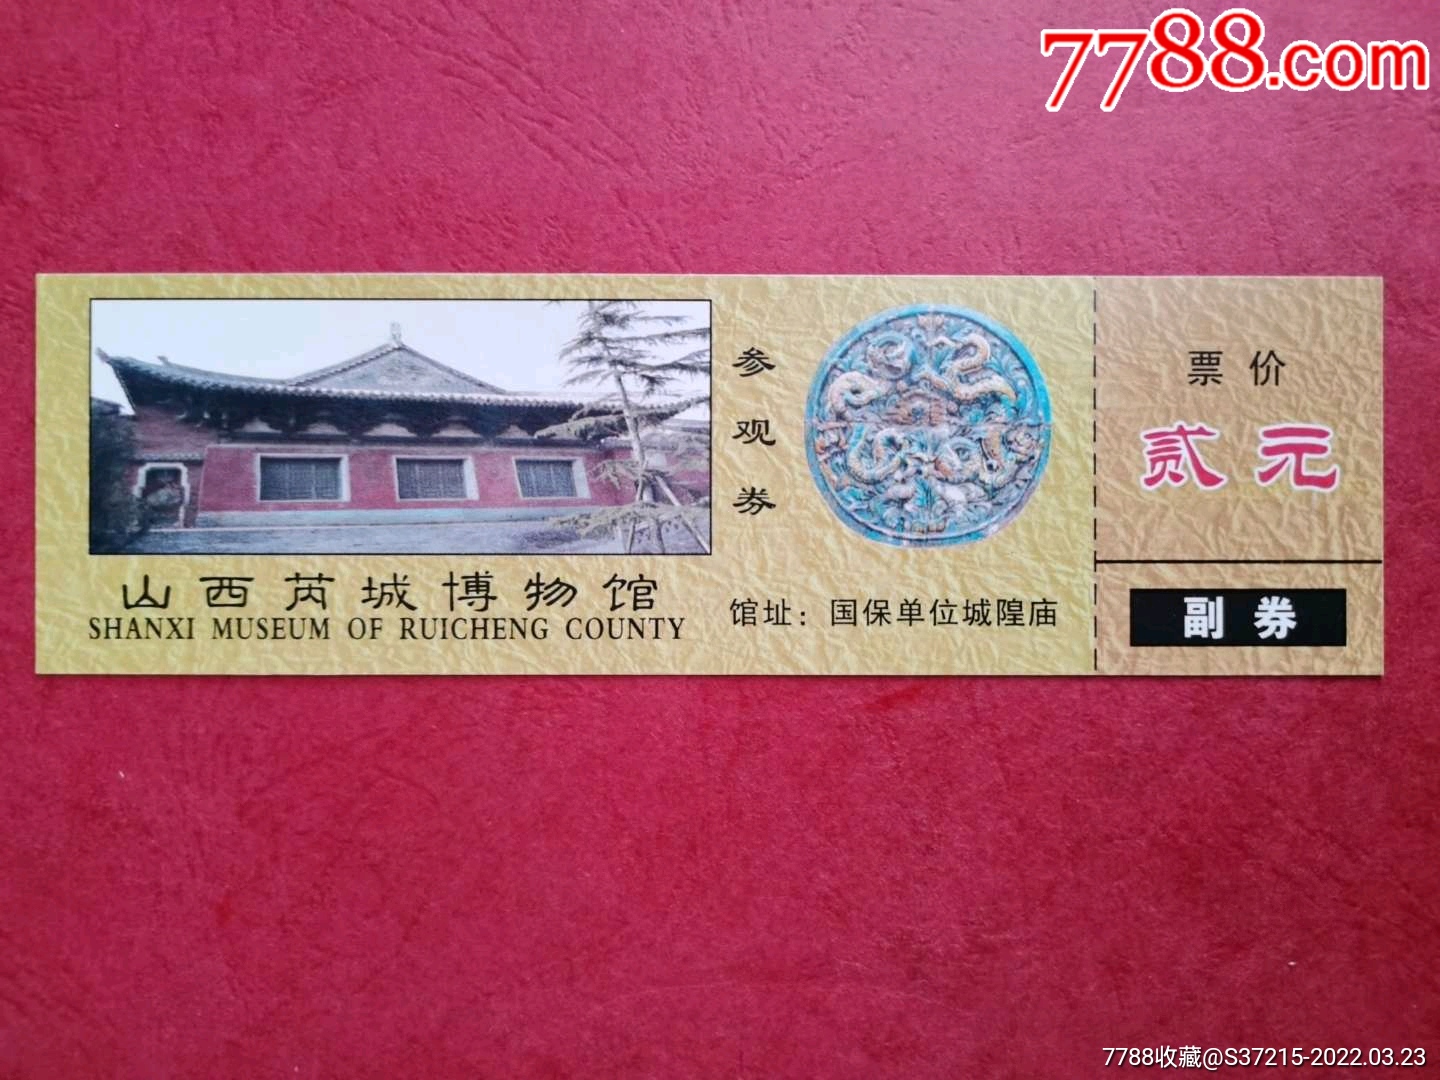 7788.com
参观券
山西芮城博物馆
SHANXI MUSEUM OF RUICHENG COUNTY
馆址：国保单位城隍庙
票价
贰元
副券
7788收藏@S37215-2022.03.23